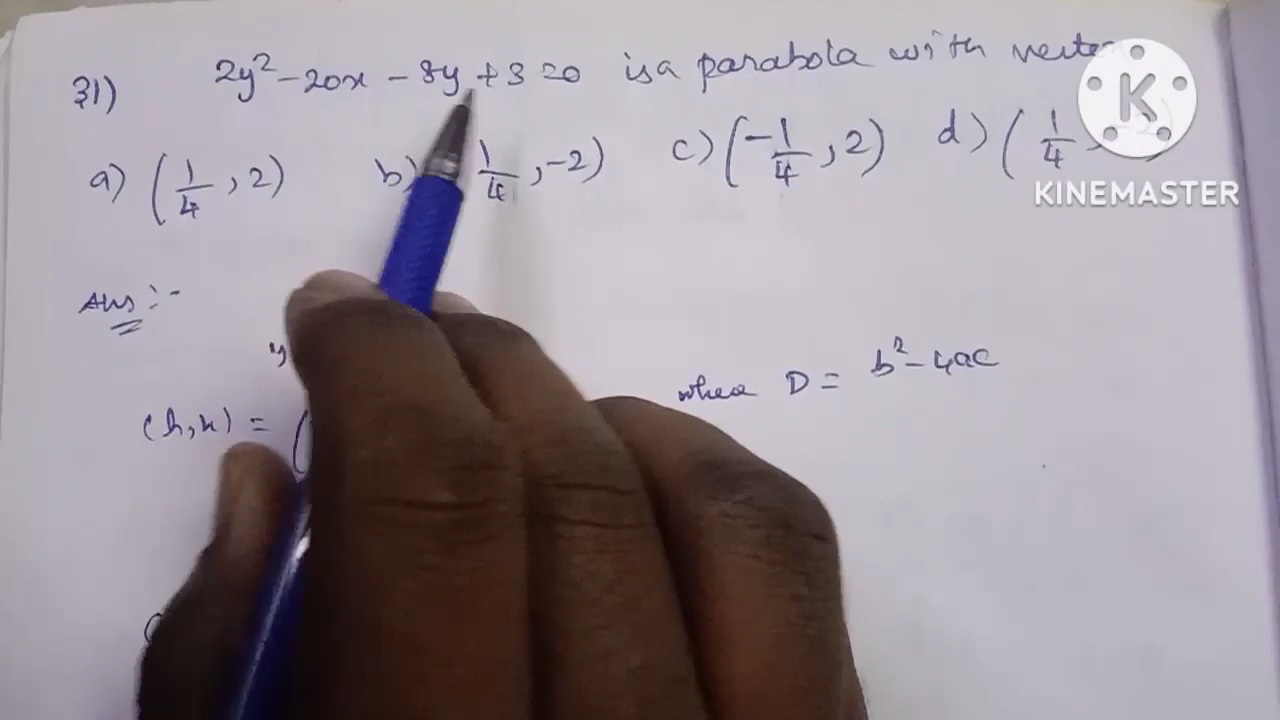 31) 2y² - 20x - 8y + 3 = 0 is a parabola with
a) (1/4, 2) b) 1/4, -2) c) (-1/4, 2) d) (1/4,
K
KINEMASTER
Ans :-
(h, k) = ( where D = b² - 4ac